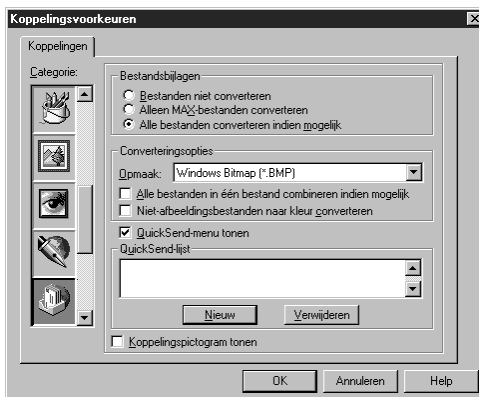 Koppelingsvoorkeuren
Koppelingen
Categorie:
Bestandsbijlagen
Bestanden niet converteren
Alleen MAX-bestanden converteren
Alle bestanden converteren indien mogelijk
Converteringsopties
Opmaak: Windows Bitmap (*.BMP)
Alle bestanden in één bestand combineren indien mogelijk
Niet-afbeeldingsbestanden naar kleur converteren
QuickSend-menu tonen
QuickSend-lijst
Nieuw Verwijderen
Koppelingspictogram tonen
OK Annuleren Help